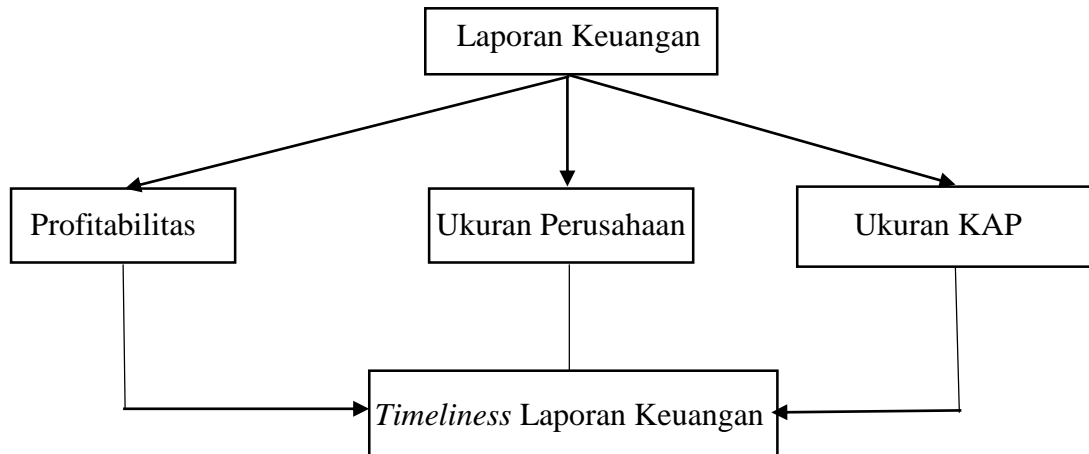 Laporan Keuangan
Profitabilitas
Ukuran Perusahaan
Ukuran KAP
Timeliness Laporan Keuangan